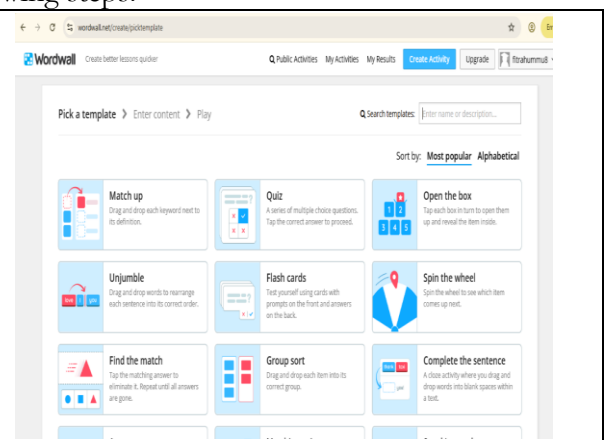 wing steps:
wordwall.net/create/picktemplate
Wordwall Create better lessons quicker Public Activities My Activities My Results Create Activity Upgrade fitrahummu8
Pick a template > Enter content > Play Search templates: Enter name or description...
Sort by: Most popular Alphabetical
Match up
Drag and drop each keyword next to
its definition.
Quiz
A series of multiple choice questions.
Tap the correct answer to proceed.
Open the box
Tap each box in turn to open them
up and reveal the item inside.
1 2
3 4 5
Unjumble
Drag and drop words to rearrange
each sentence into its correct order.
love I you
Flash cards
Test yourself using cards with
prompts on the front and answers
on the back.
Spin the wheel
Spin the wheel to see which item
comes up next.
Find the match
Tap the matching answer to
eliminate it. Repeat until all answers
are gone.
Group sort
Drag and drop each item into its
correct group.
Complete the sentence
A cloze activity where you drag and
drop words into blank spaces within
a text.